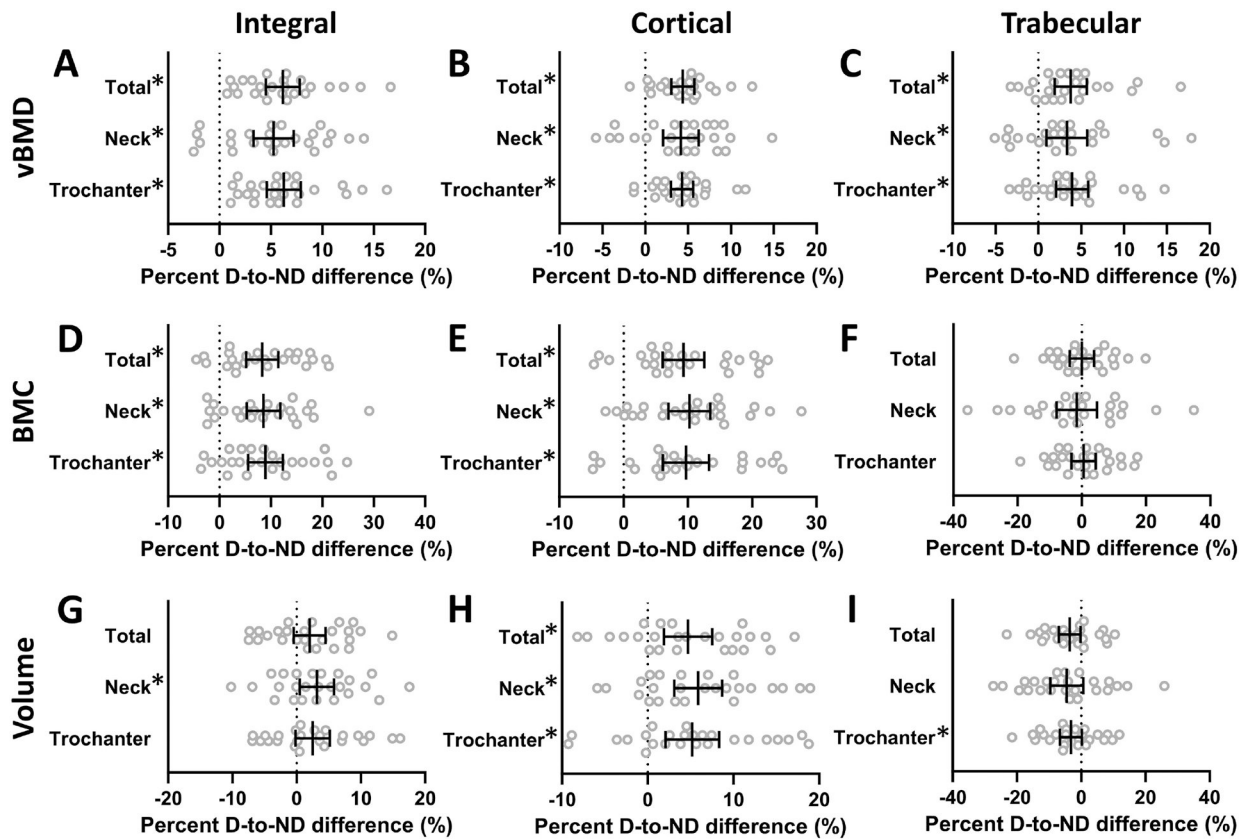 Integral Cortical Trabecular
vBMD
A
Total*
Neck*
Trochanter*
-5 0 5 10 15 20
Percent D-to-ND difference (%)
B
Total*
Neck*
Trochanter*
-10 -5 0 5 10 15 20
Percent D-to-ND difference (%)
C
Total*
Neck*
Trochanter*
-10 -5 0 5 10 15 20
Percent D-to-ND difference (%)
BMC
D
Total*
Neck*
Trochanter*
-10 0 10 20 30 40
Percent D-to-ND difference (%)
E
Total*
Neck*
Trochanter*
-10 0 10 20 30
Percent D-to-ND difference (%)
F
Total
Neck
Trochanter
-40 -20 0 20 40
Percent D-to-ND difference (%)
Volume
G
Total
Neck*
Trochanter
-20 -10 0 10 20
Percent D-to-ND difference (%)
H
Total*
Neck*
Trochanter*
-10 0 10 20
Percent D-to-ND difference (%)
I
Total
Neck
Trochanter*
-40 -20 0 20 40
Percent D-to-ND difference (%)